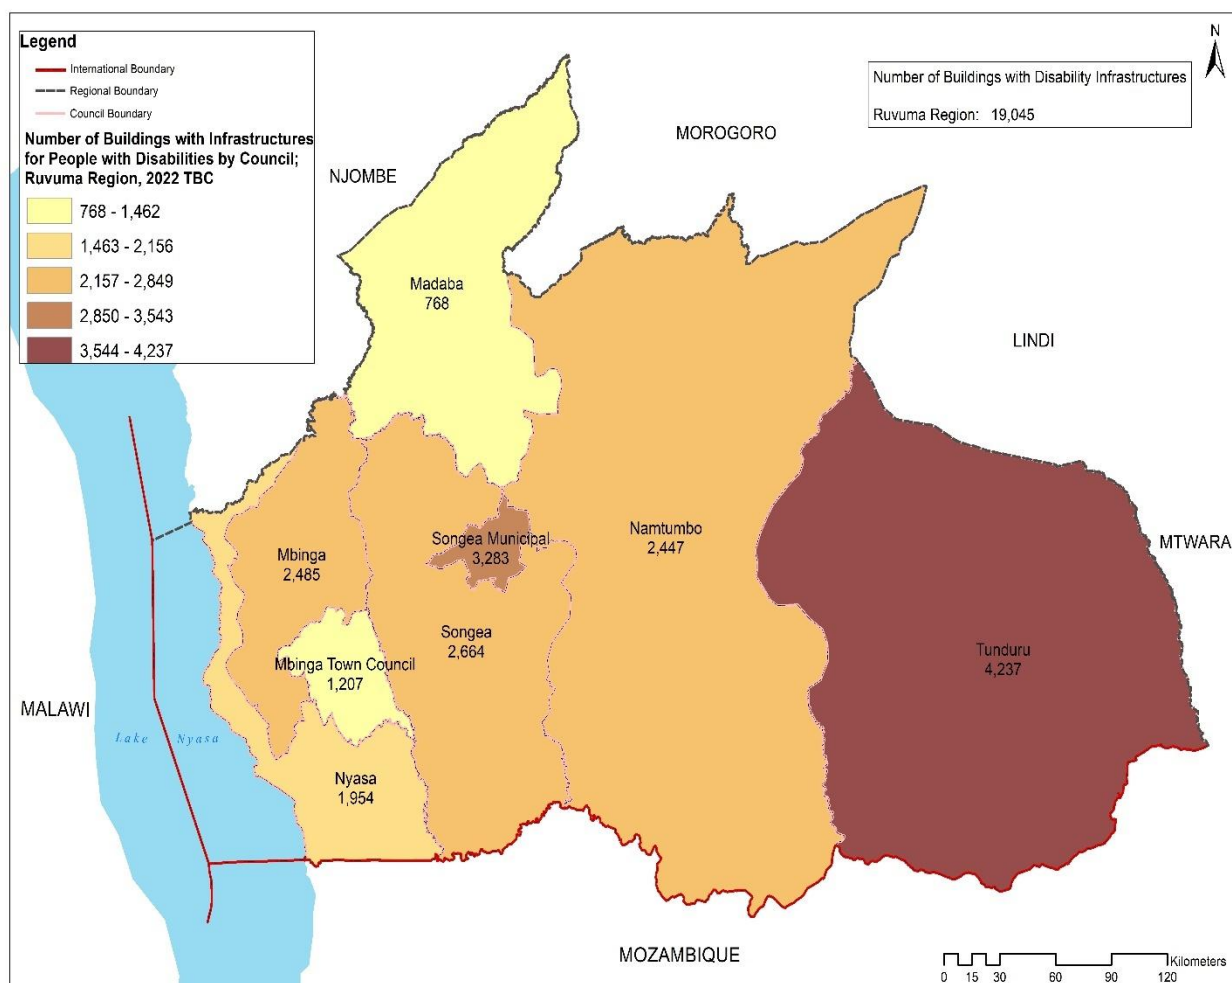 Legend
International Boundary
Regional Boundary
Council Boundary
Number of Buildings with Infrastructures
for People with Disabilities by Council;
Ruvuma Region, 2022 TBC
768 - 1,462
1,463 - 2,156
2,157 - 2,849
2,850 - 3,543
3,544 - 4,237
N
Number of Buildings with Disability Infrastructures
Ruvuma Region: 19,045
MOROGORO
NJOMBE
Madaba
768
LINDI
Songea Municipal
3,283
Namtumbo
2,447
MTWARA
Mbinga
2,485
Songea
2,664
Tunduru
4,237
Mbinga Town Council
1,207
MALAWI
Lake Nyasa
Nyasa
1,954
MOZAMBIQUE
Kilometers
0 15 30 60 90 120